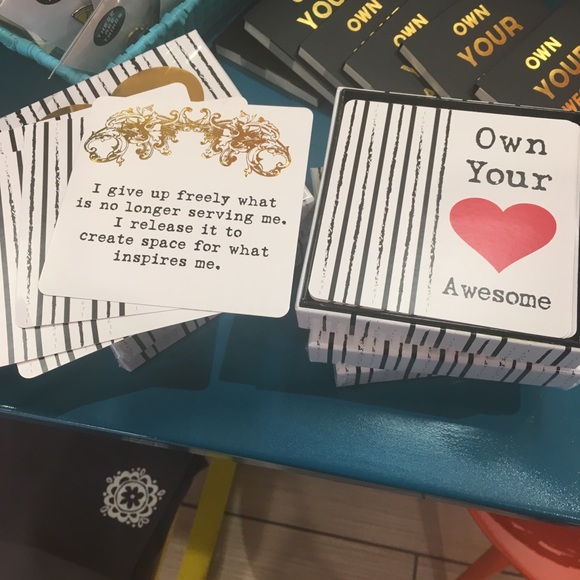 OWN
YOUR
OWN
YOUR
OWN
YOUR
OWN
YOUR
I give up freely what
is no longer serving me.
I release it to
create space for what
inspires me.
Own
Your
Awesome